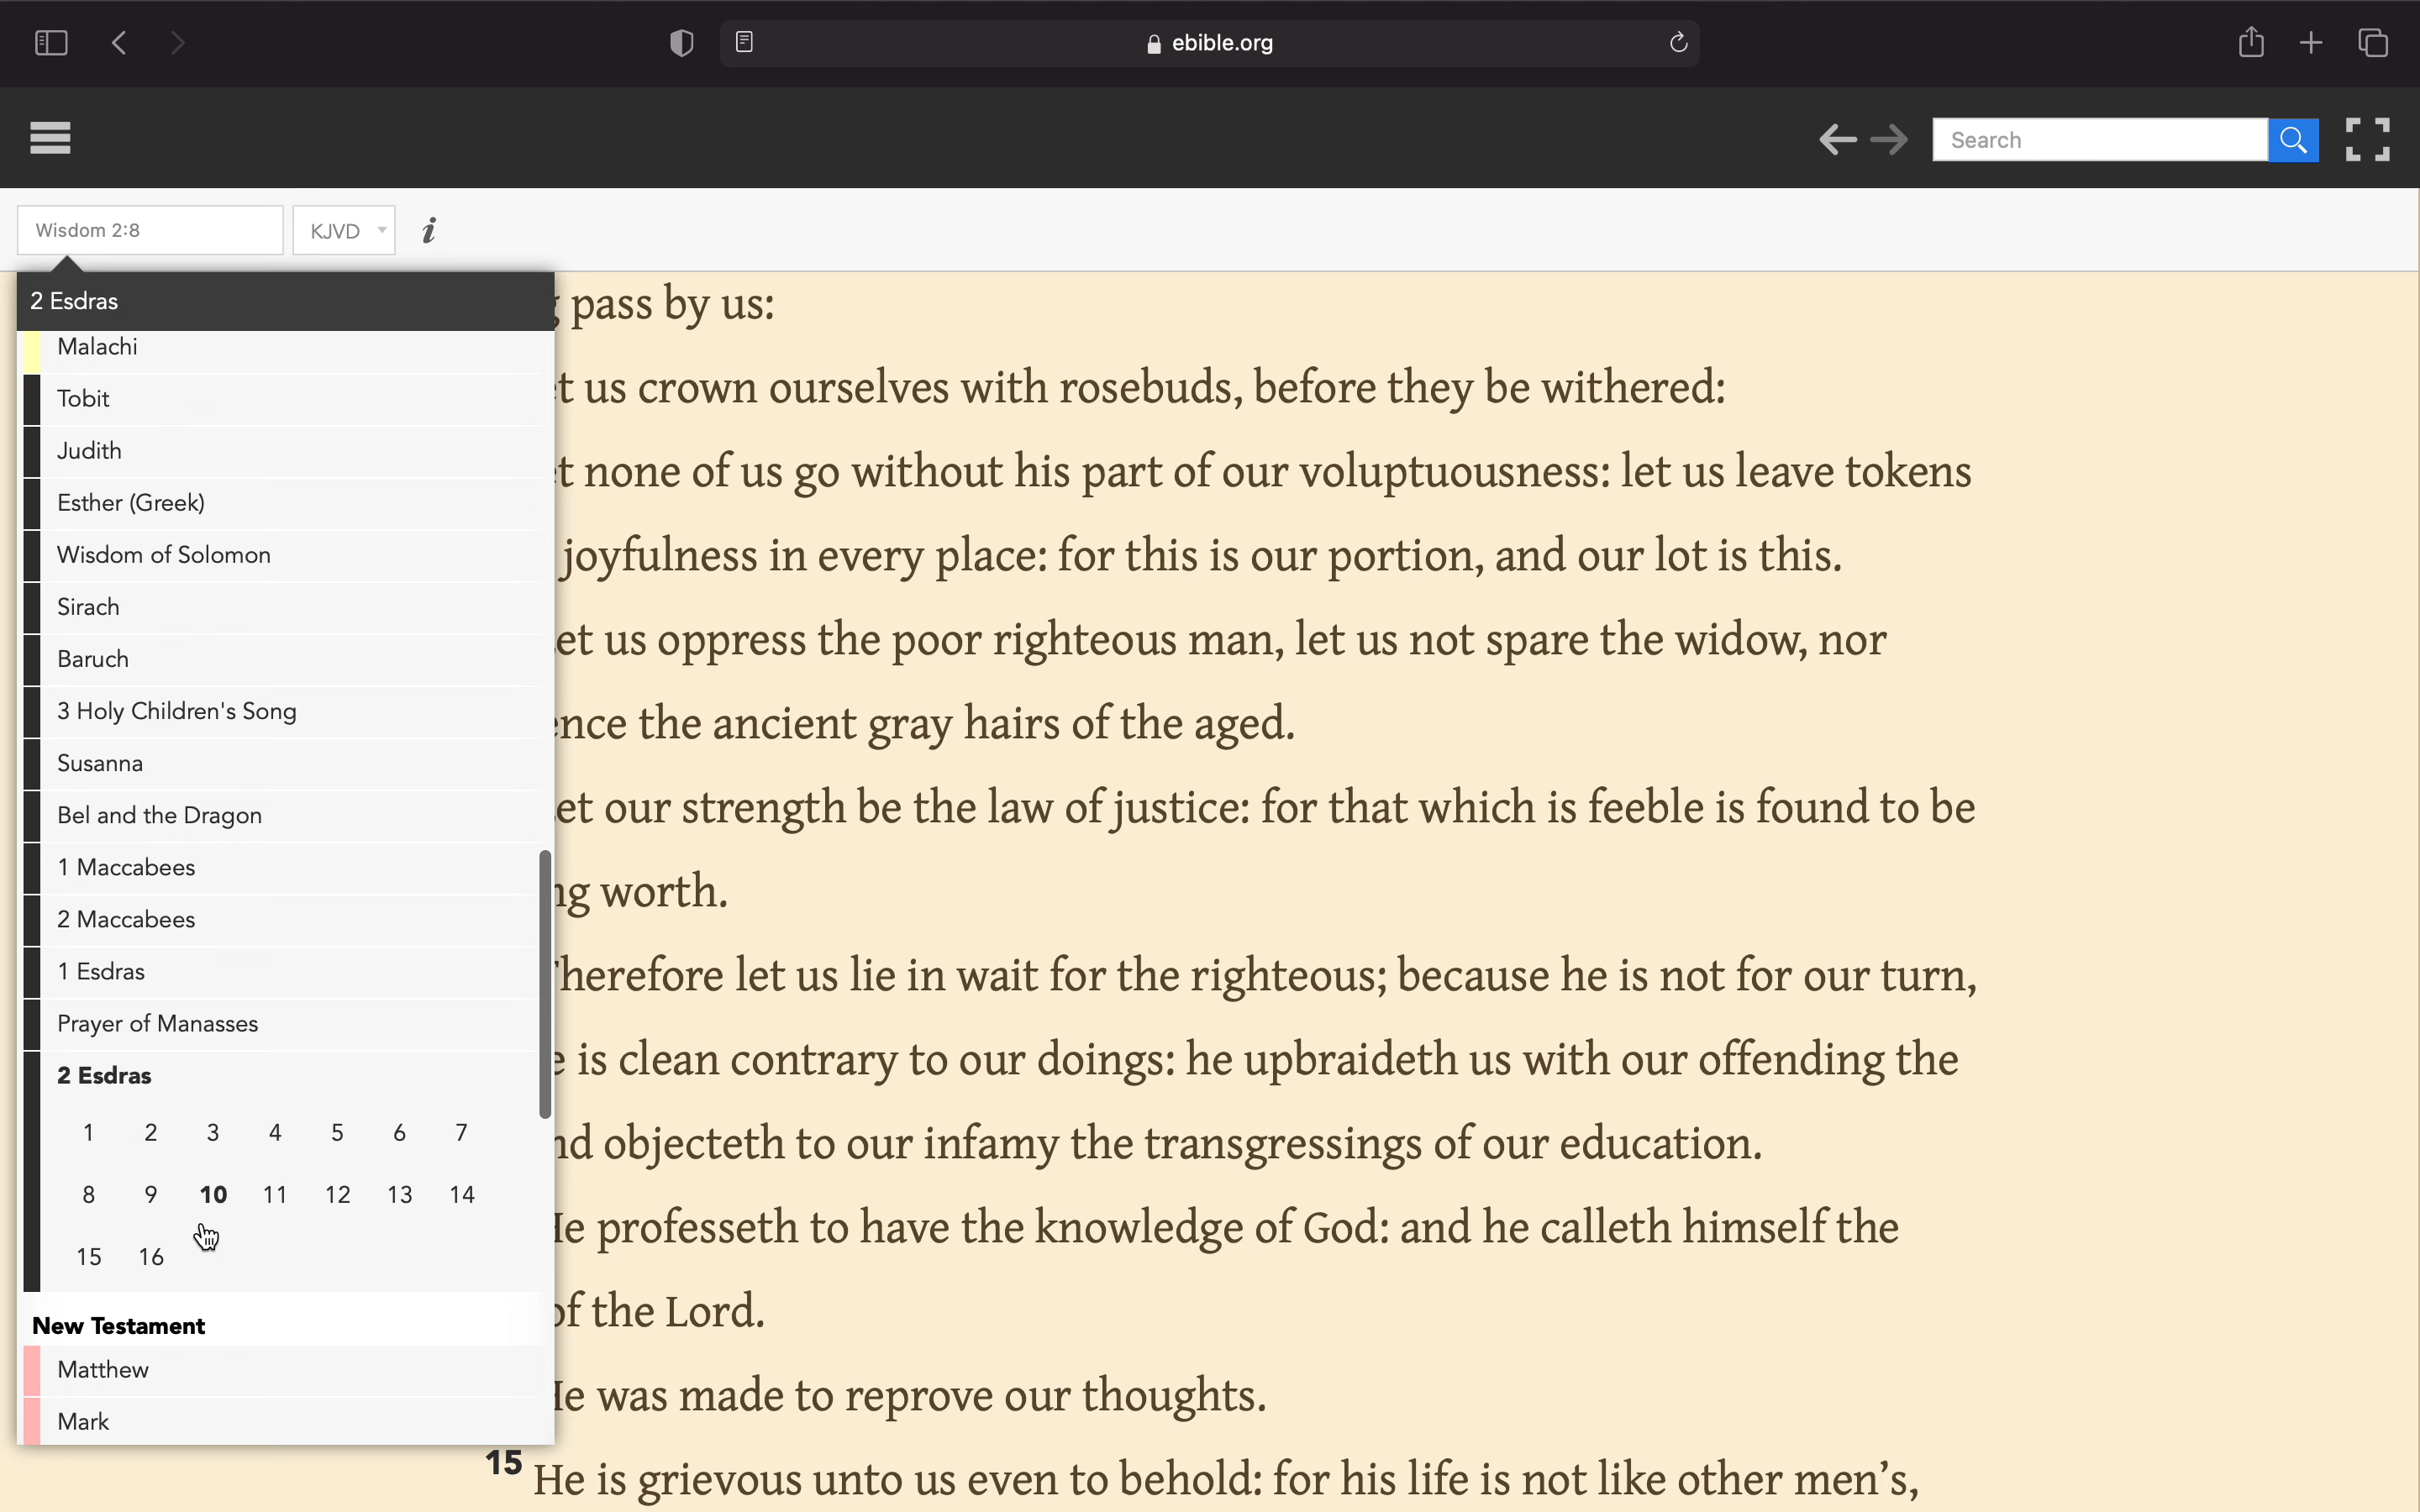 ebible.org
Search
Wisdom 2:8
KJVD
i
2 Esdras
Malachi
Tobit
Judith
Esther (Greek)
Wisdom of Solomon
Sirach
Baruch
3 Holy Children's Song
Susanna
Bel and the Dragon
1 Maccabees
2 Maccabees
1 Esdras
Prayer of Manasses
2 Esdras
1 2 3 4 5 6 7
8 9 10 11 12 13 14
15 16
New Testament
Matthew
Mark
pass by us:
us crown ourselves with rosebuds, before they be withered:
none of us go without his part of our voluptuousness: let us leave tokens
joyfulness in every place: for this is our portion, and our lot is this.
us oppress the poor righteous man, let us not spare the widow, nor
the ancient gray hairs of the aged.
our strength be the law of justice: for that which is feeble is found to be
worth.
Therefore let us lie in wait for the righteous; because he is not for our turn,
is clean contrary to our doings: he upbraideth us with our offending the
objecteth to our infamy the transgressings of our education.
He professeth to have the knowledge of God: and he calleth himself the
of the Lord.
He was made to reprove our thoughts.
15 He is grievous unto us even to behold: for his life is not like other men’s,